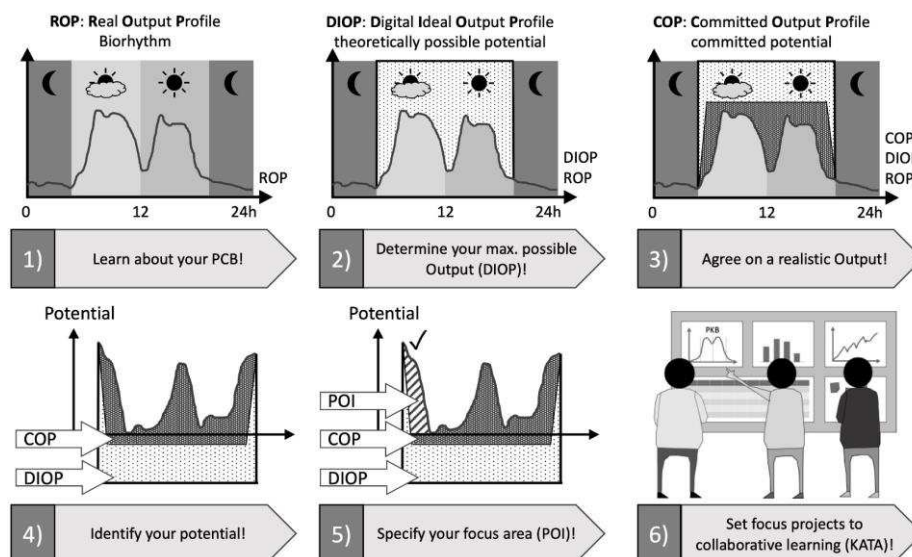 ROP: Real Output Profile
Biorhythm
ROP
0 12 24h
1) Learn about your PCB!
DIOP: Digital Ideal Output Profile
theoretically possible potential
DIOP
ROP
0 12 24h
2) Determine your max. possible
Output (DIOP)!
COP: Committed Output Profile
committed potential
COP
DIOP
ROP
0 12 24h
3) Agree on a realistic Output!
Potential
COP
DIOP
4) Identify your potential!
Potential
POI
COP
DIOP
5) Specify your focus area (POI)!
PKB
6) Set focus projects to
collaborative learning (KATA)!